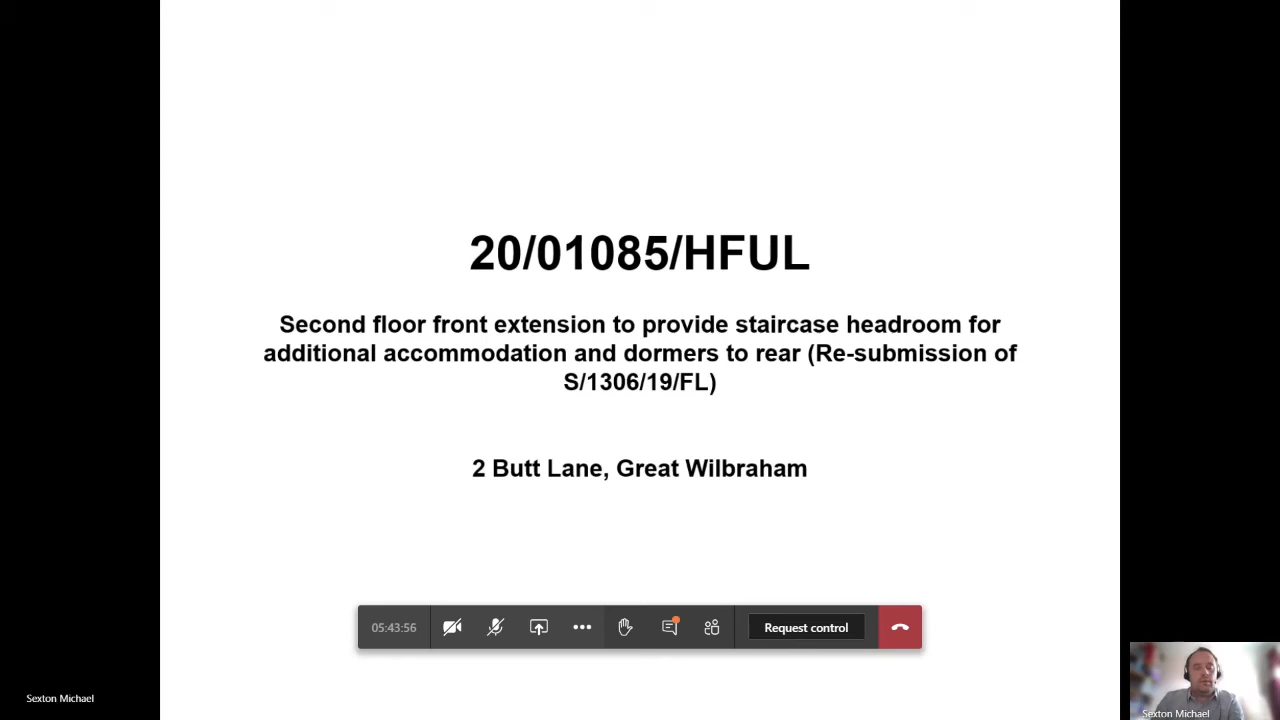 20/01085/HFUL
Second floor front extension to provide staircase headroom for
additional accommodation and dormers to rear (Re-submission of
S/1306/19/FL)
2 Butt Lane, Great Wilbraham
05:43:56
Request control
Sexton Michael
Sexton Michael